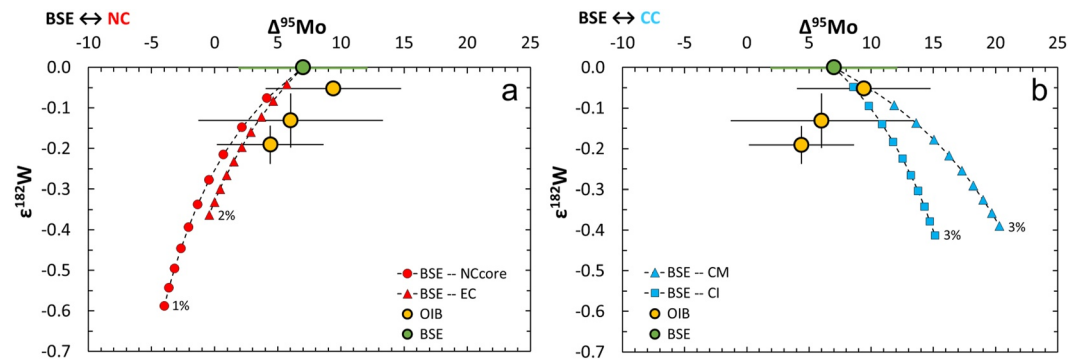 BSE ↔ NC
Δ95Mo
-10 -5 0 5 10 15 20 25
0.0
-0.1
-0.2
-0.3
-0.4
-0.5
-0.6
-0.7
ε182W
a
2%
1%
BSE -- NCcore
BSE -- EC
OIB
BSE
BSE ↔ CC
Δ95Mo
-10 -5 0 5 10 15 20 25
0.0
-0.1
-0.2
-0.3
-0.4
-0.5
-0.6
-0.7
ε182W
b
3%
3%
BSE -- CM
BSE -- CI
OIB
BSE